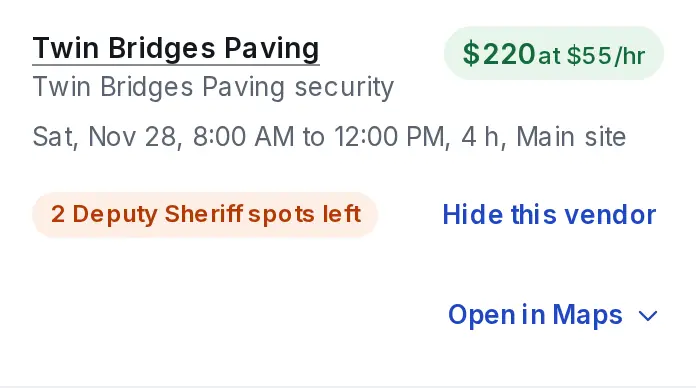 Twin Bridges Paving
$220 at $55/hr
Twin Bridges Paving security
Sat, Nov 28, 8:00 AM to 12:00 PM, 4 h, Main site
2 Deputy Sheriff spots left
Hide this vendor
Open in Maps